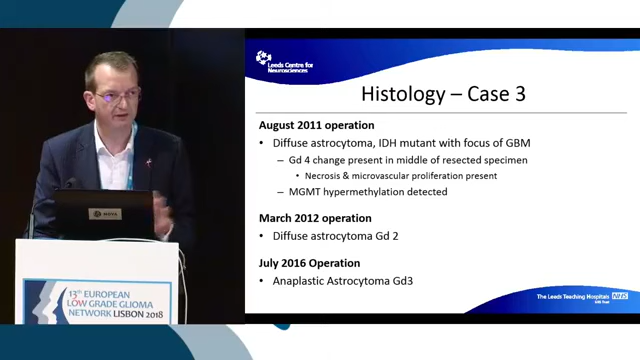 Leeds Centre for
Neurosciences
Histology – Case 3
August 2011 operation
• Diffuse astrocytoma, IDH mutant with focus of GBM
– Gd 4 change present in middle of resected specimen
• Necrosis & microvascular proliferation present
– MGMT hypermethylation detected
March 2012 operation
• Diffuse astrocytoma Gd 2
July 2016 Operation
• Anaplastic Astrocytoma Gd3
The Leeds Teaching Hospitals
NHS
NHS Trust
13th EUROPEAN
LOW GRADE GLIOMA
NETWORK LISBON 2018